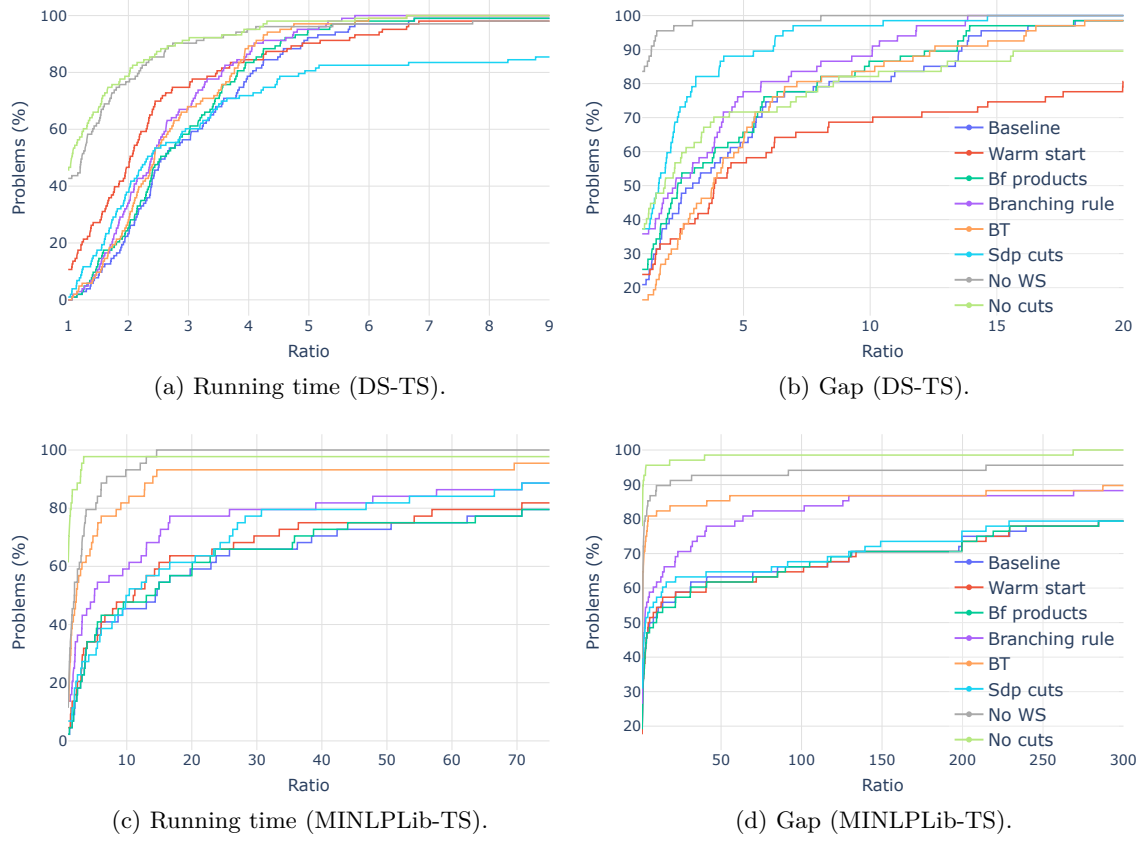 100
80
60
40
20
0
Problems (%)
1
2
3
4
5
6
7
8
9
Ratio
(a) Running time (DS-TS).
100
90
80
70
60
50
40
30
20
Problems (%)
5
10
15
20
Ratio
Baseline
Warm start
Bf products
Branching rule
BT
Sdp cuts
No WS
No cuts
(b) Gap (DS-TS).
100
80
60
40
20
0
Problems (%)
10
20
30
40
50
60
70
Ratio
(c) Running time (MINLPLib-TS).
100
90
80
70
60
50
40
30
20
Problems (%)
50
100
150
200
250
300
Ratio
Baseline
Warm start
Bf products
Branching rule
BT
Sdp cuts
No WS
No cuts
(d) Gap (MINLPLib-TS).